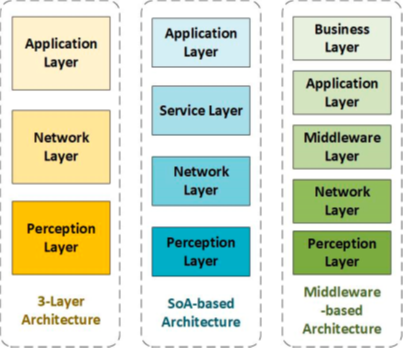 Application
Layer
Network
Layer
Perception
Layer
3-Layer
Architecture
Application
Layer
Service Layer
Network
Layer
Perception
Layer
SoA-based
Architecture
Business
Layer
Application
Layer
Middleware
Layer
Network
Layer
Perception
Layer
Middleware
-based
Architecture